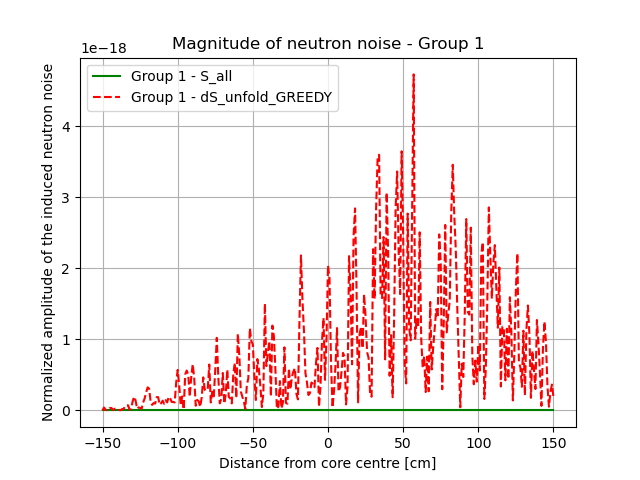 Magnitude of neutron noise - Group 1
1e−18
Group 1 - S_all
Group 1 - dS_unfold_GREEDY
Normalized amplitude of the induced neutron noise
4
3
2
1
0
−150
−100
−50
0
50
100
150
Distance from core centre [cm]